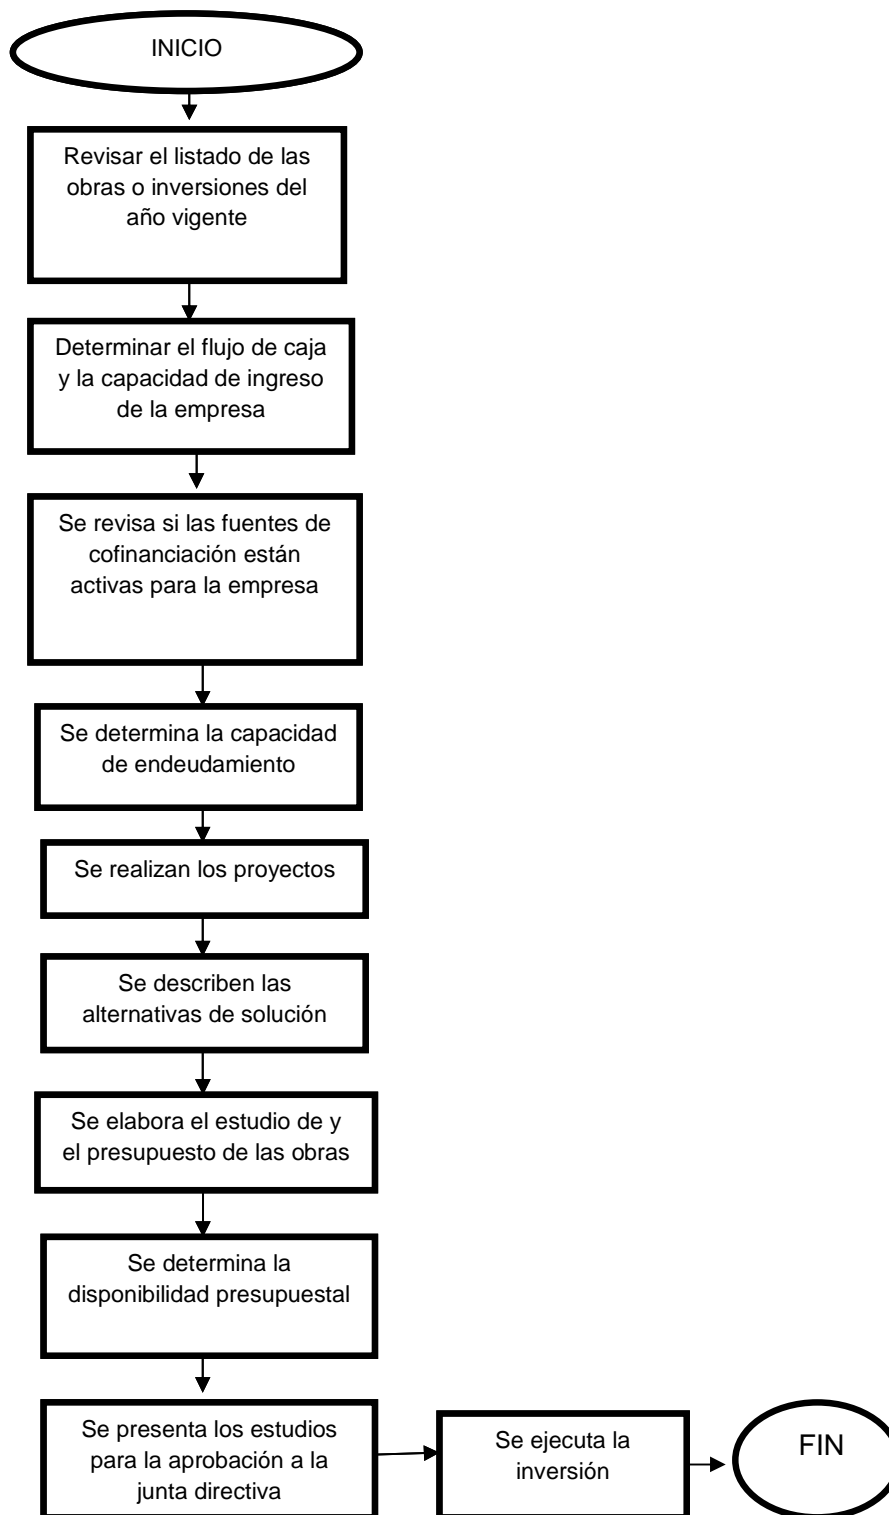 INICIO
Revisar el listado de las
obras o inversiones del
año vigente
Determinar el flujo de caja
y la capacidad de ingreso
de la empresa
Se revisa si las fuentes de
cofinanciación están
activas para la empresa
Se determina la capacidad
de endeudamiento
Se realizan los proyectos
Se describen las
alternativas de solución
Se elabora el estudio de y
el presupuesto de las obras
Se determina la
disponibilidad presupuestal
Se presenta los estudios
para la aprobación a la
junta directiva
Se ejecuta la
inversión
FIN